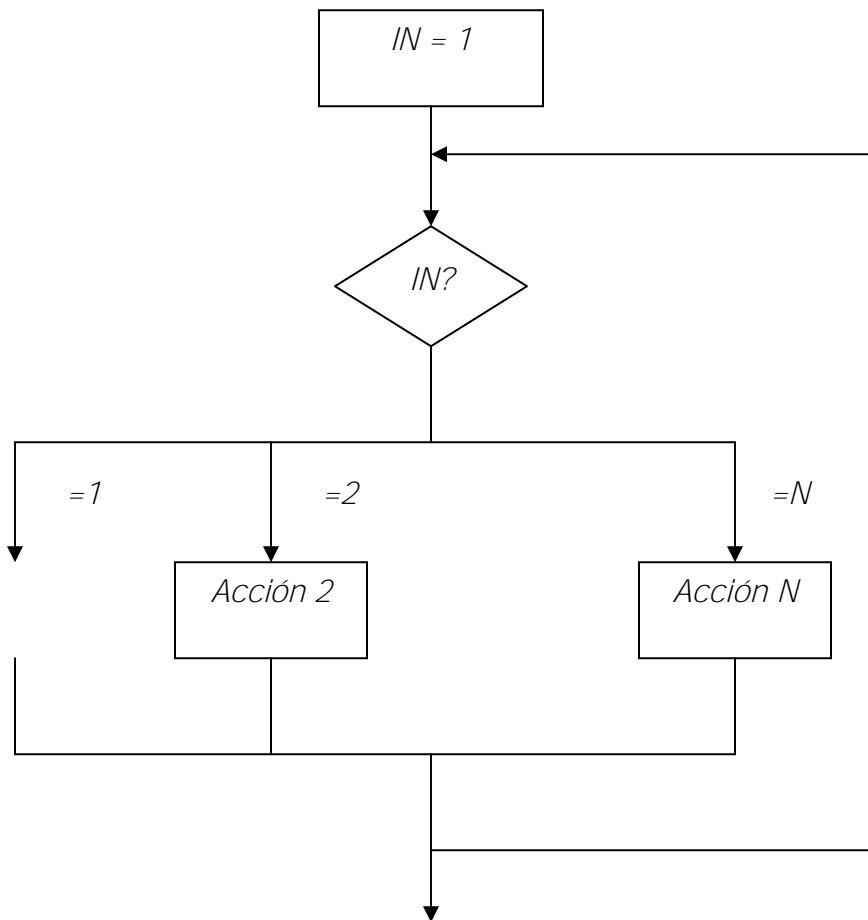 IN = 1
IN?
=1
=2
=N
Acción 2
Acción N